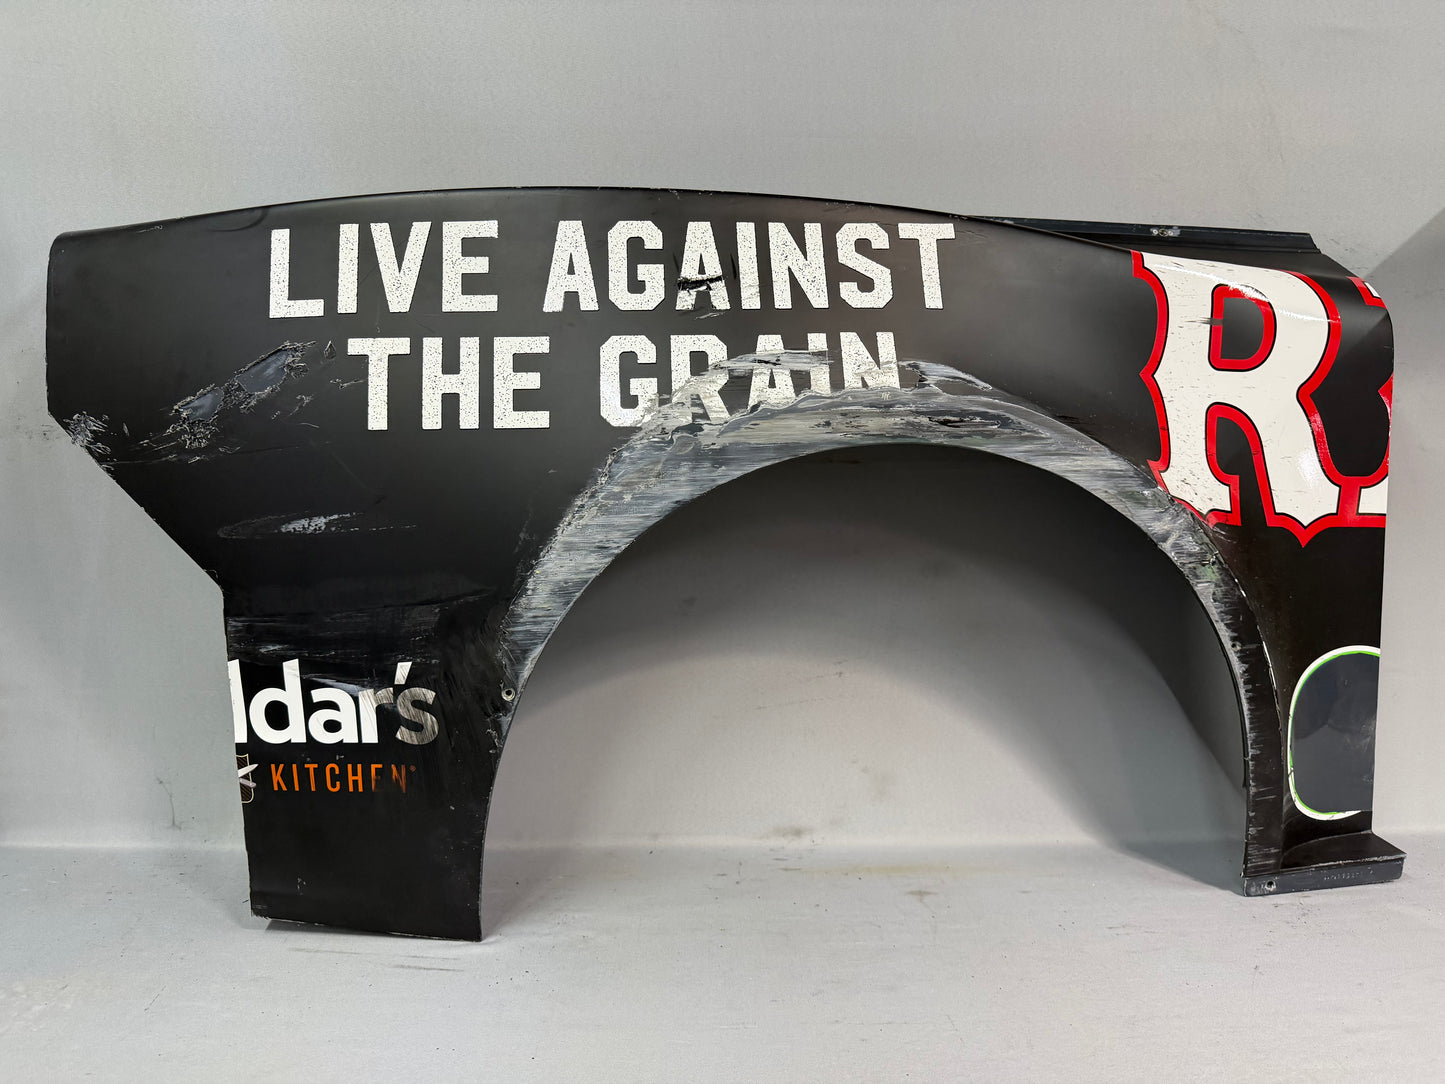 LIVE AGAINST
THE GRAIN
R
ldar's
KITCHEN